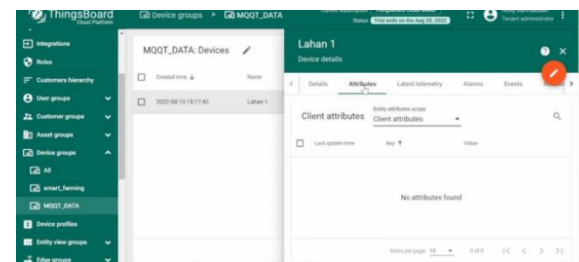 ThingsBoard
Cloud Platform
Device groups > MQQT_DATA
Status Trial ends on the Aug 28, 2022
Tenant administrator
Integrations
Roles
Customers hierarchy
User groups
Customer groups
Asset groups
Device groups
All
smart_farming
MQQT_DATA
Device profiles
Entity view groups
Edge groups
MQQT_DATA: Devices
Created time ↓ Name
2022-08-13 15:17:42 Lahan 1
Lahan 1
Device details
Details Attributes Latest telemetry Alarms Events
Client attributes
Entity attributes scope
Client attributes
Last update time Key ↑ Value
No attributes found
Items per page: 10 0 of 0